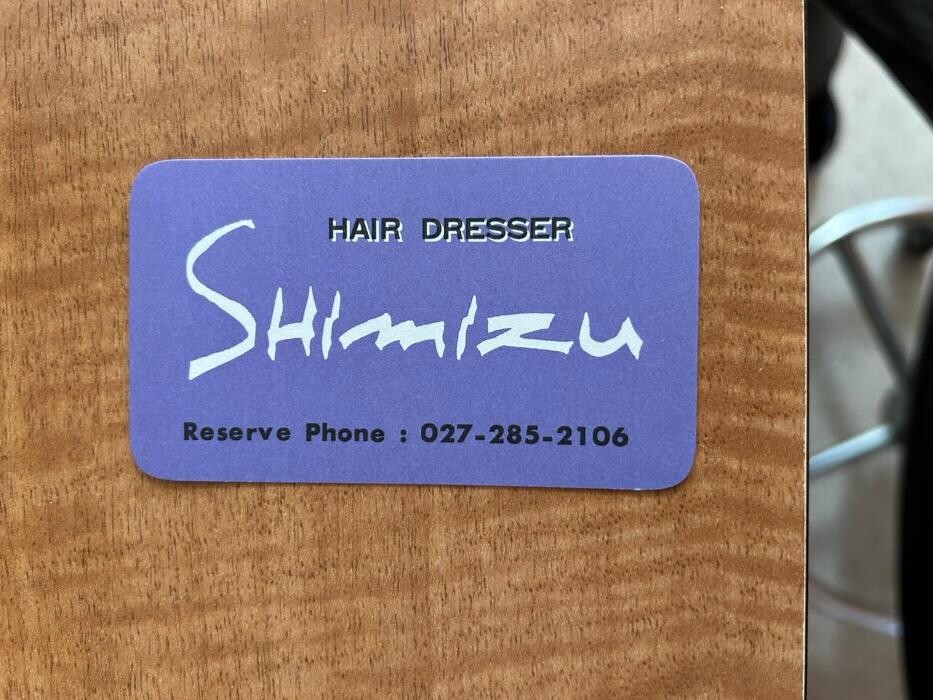 HAIR DRESSER
SHimizu
Reserve Phone : 027-285-2106